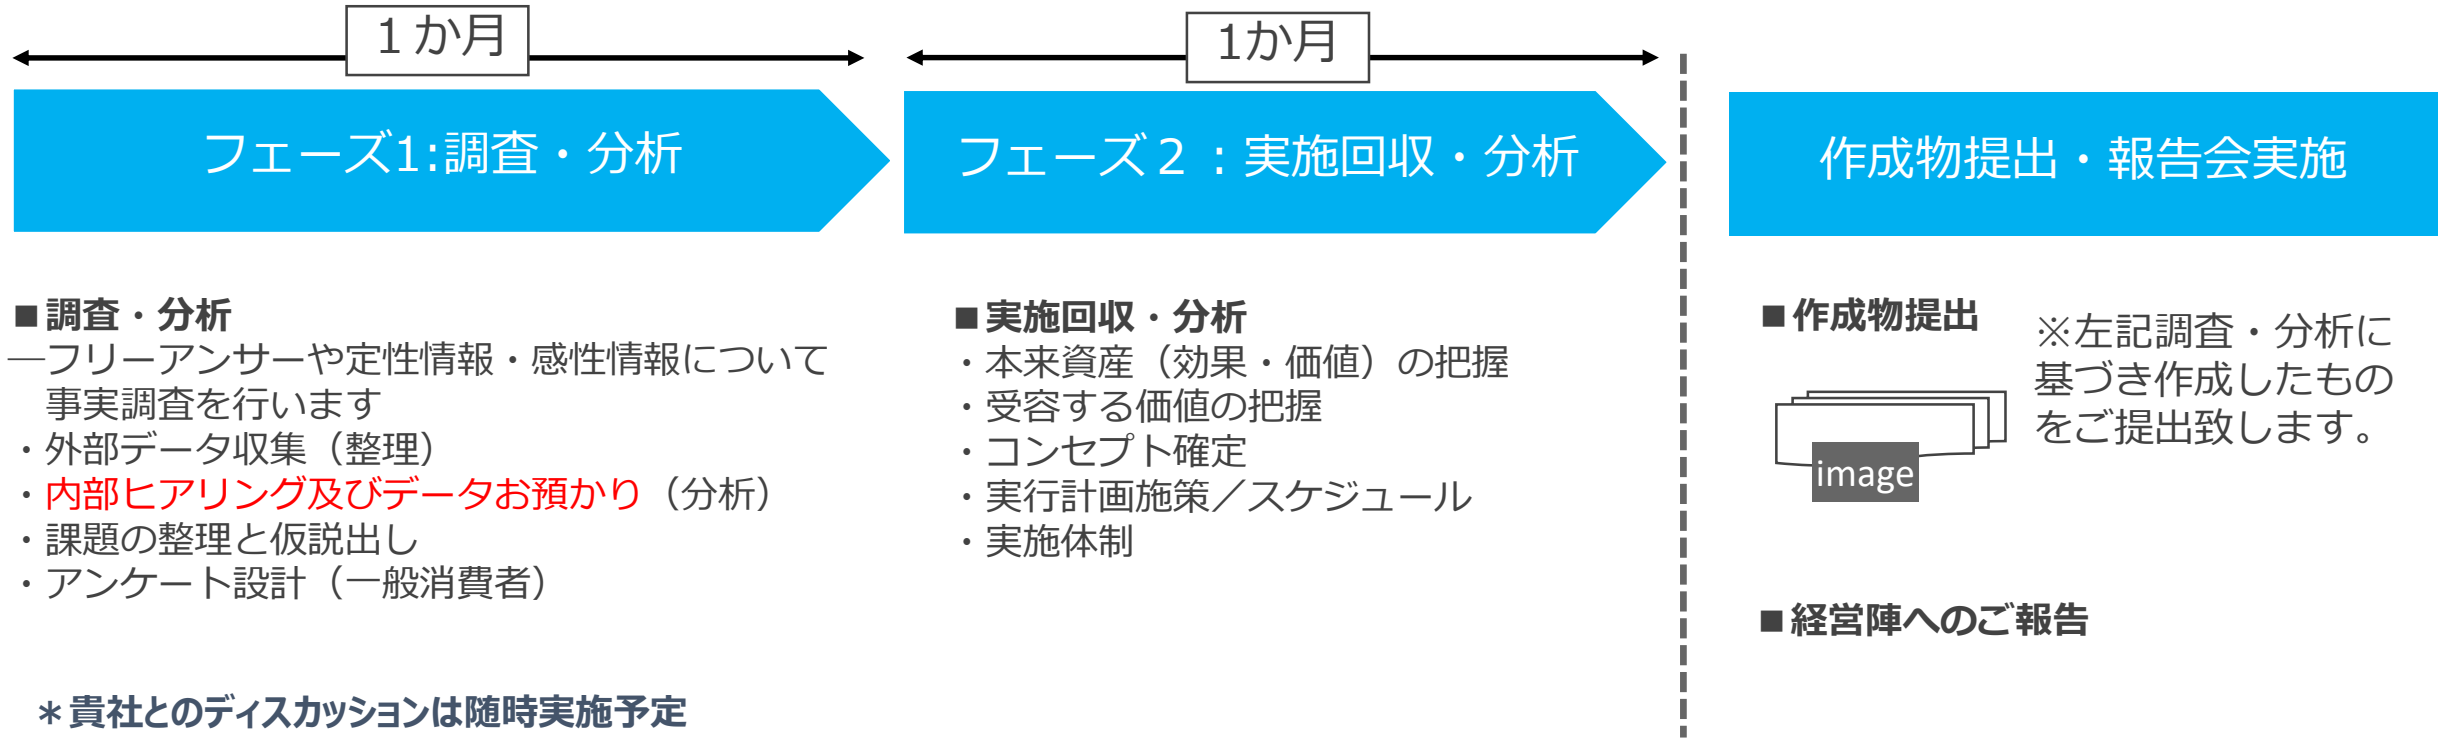 １か月
1か月
フェーズ1:調査・分析
フェーズ２：実施回収・分析
作成物提出・報告会実施
■調査・分析
―フリーアンサーや定性情報・感性情報について
事実調査を行います
・外部データ収集（整理）
・内部ヒアリング及びデータお預かり（分析）
・課題の整理と仮説出し
・アンケート設計（一般消費者）
＊貴社とのディスカッションは随時実施予定
■実施回収・分析
・本来資産（効果・価値）の把握
・受容する価値の把握
・コンセプト確定
・実行計画施策／スケジュール
・実施体制
■作成物提出
※左記調査・分析に
基づき作成したもの
をご提出致します。
image
■経営陣へのご報告